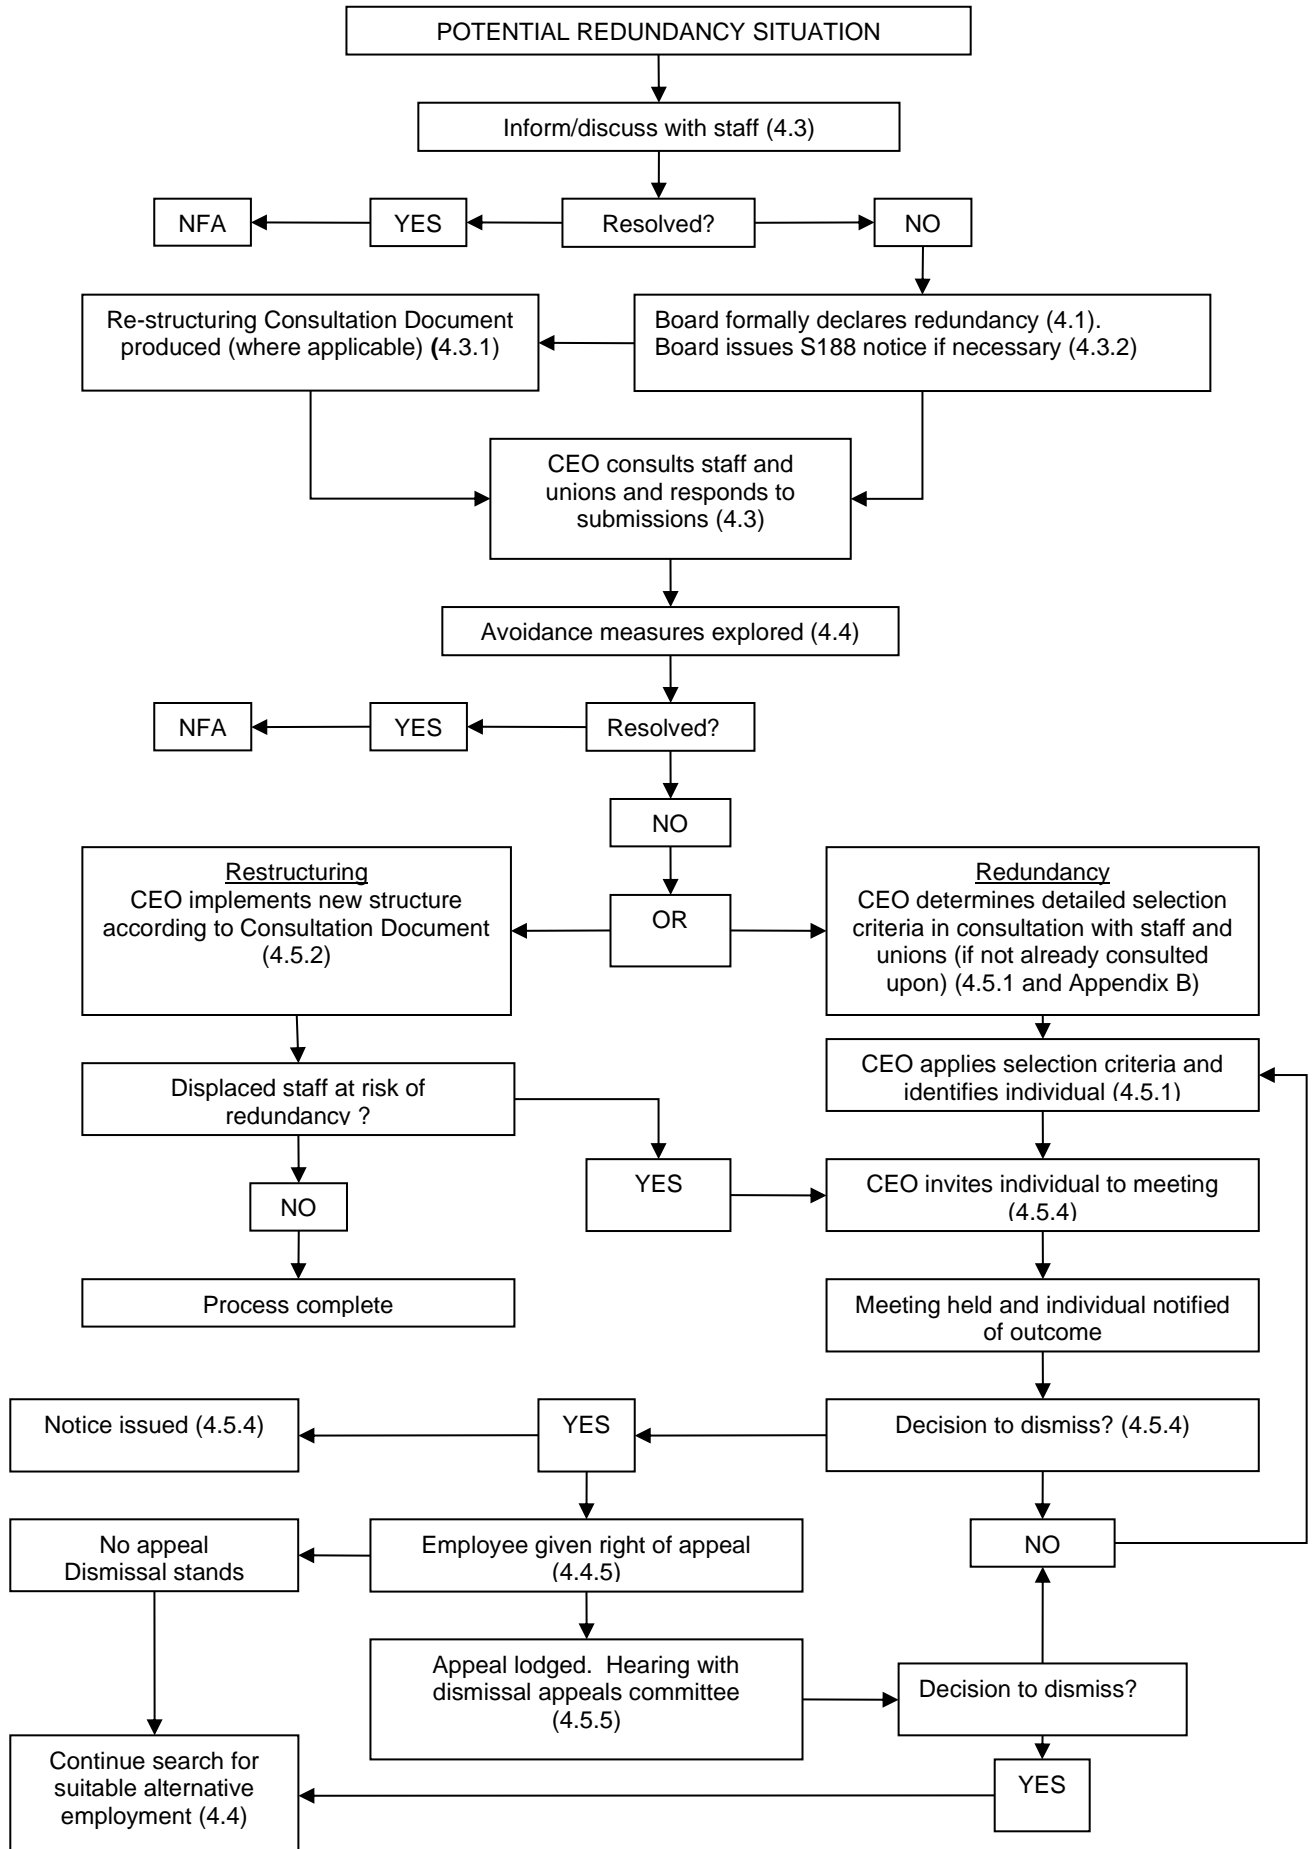 POTENTIAL REDUNDANCY SITUATION
Inform/discuss with staff (4.3)
NFA
YES
Resolved?
NO
Re-structuring Consultation Document
produced (where applicable) (4.3.1)
Board formally declares redundancy (4.1).
Board issues S188 notice if necessary (4.3.2)
CEO consults staff and
unions and responds to
submissions (4.3)
Avoidance measures explored (4.4)
NFA
YES
Resolved?
NO
Restructuring
CEO implements new structure
according to Consultation Document
(4.5.2)
OR
Redundancy
CEO determines detailed selection
criteria in consultation with staff and
unions (if not already consulted
upon) (4.5.1 and Appendix B)
Displaced staff at risk of
redundancy ?
CEO applies selection criteria and
identifies individual (4.5.1)
NO
YES
CEO invites individual to meeting
(4.5.4)
Process complete
Meeting held and individual notified
of outcome
Notice issued (4.5.4)
YES
Decision to dismiss? (4.5.4)
No appeal
Dismissal stands
Employee given right of appeal
(4.4.5)
NO
Appeal lodged.  Hearing with
dismissal appeals committee
(4.5.5)
Decision to dismiss?
Continue search for
suitable alternative
employment (4.4)
YES